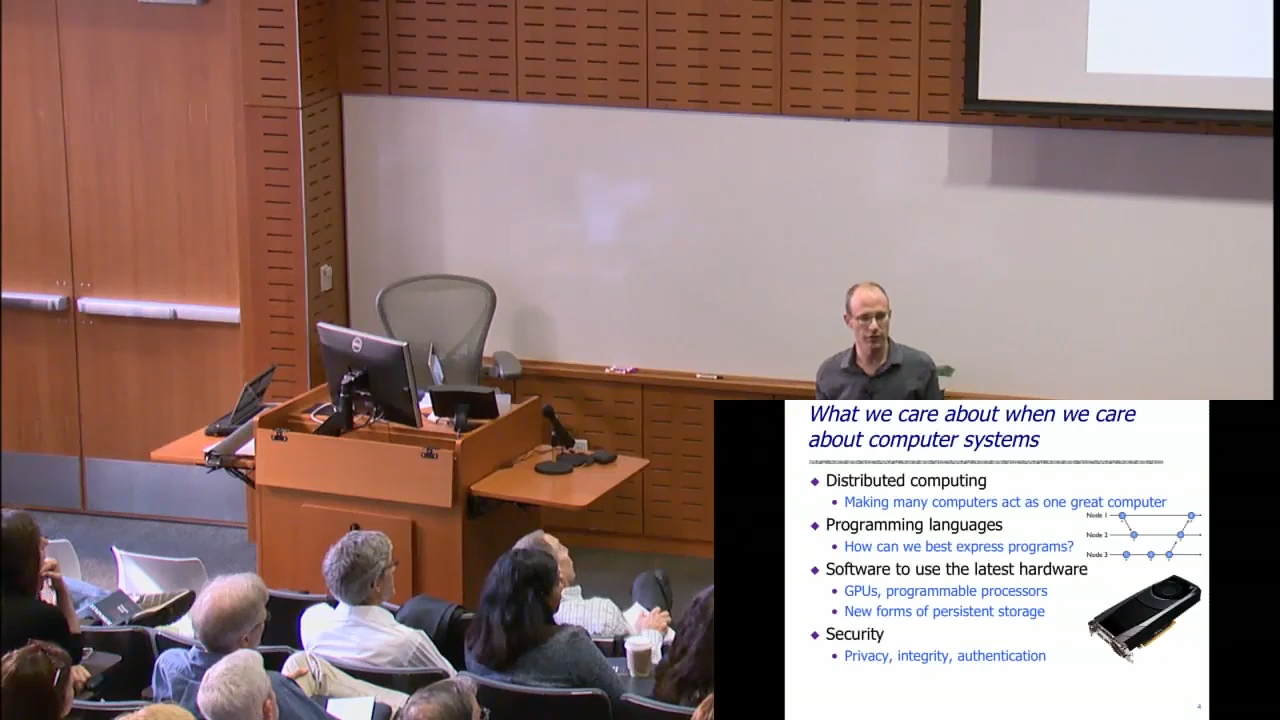 DELL
What we care about when we care
about computer systems
Distributed computing
Making many computers act as one great computer
Node 1
Programming languages
Node 2
How can we best express programs?
Node 3
Software to use the latest hardware
GPUs, programmable processors
New forms of persistent storage
Security
Privacy, integrity, authentication
4